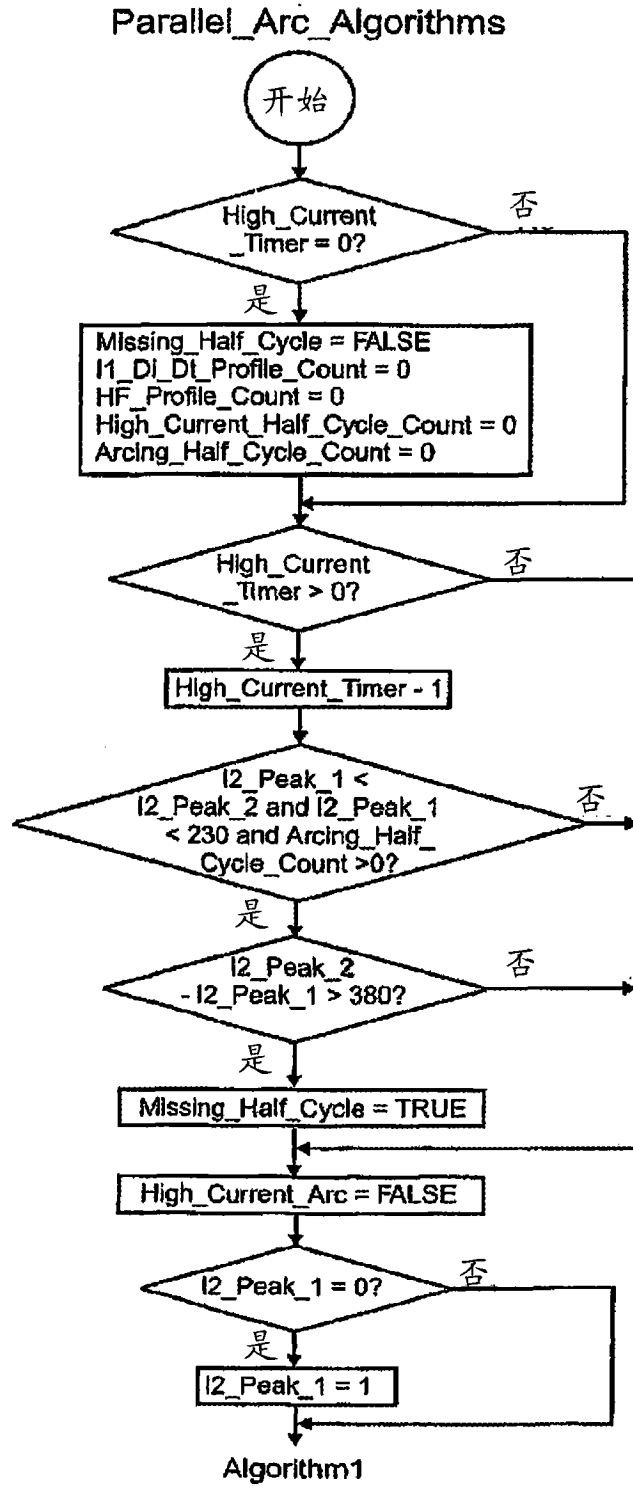 Parallel_Arc_Algorithms
开始
High_Current
_Timer = 0?
否
是
Missing_Half_Cycle = FALSE
I1_Di_Dt_Profile_Count = 0
HF_Profile_Count = 0
High_Current_Half_Cycle_Count = 0
Arcing_Half_Cycle_Count = 0
High_Current
_Timer > 0?
否
是
High_Current_Timer - 1
I2_Peak_1 <
I2_Peak_2 and I2_Peak_1
< 230 and Arcing_Half_
Cycle_Count >0?
否
是
I2_Peak_2
- I2_Peak_1 > 380?
否
是
Missing_Half_Cycle = TRUE
High_Current_Arc = FALSE
I2_Peak_1 = 0?
否
是
I2_Peak_1 = 1
Algorithm1